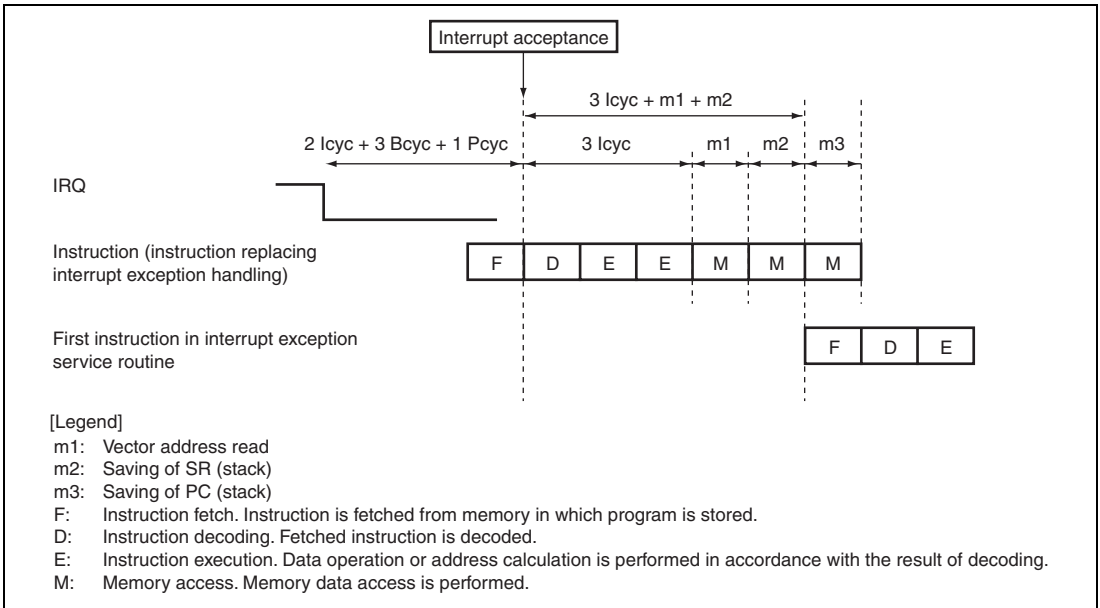 Interrupt acceptance
3 Icyc + m1 + m2
2 Icyc + 3 Bcyc + 1 Pcyc
3 Icyc
m1
m2
m3
IRQ
Instruction (instruction replacing
interrupt exception handling)
F D E E M M M
First instruction in interrupt exception
service routine
F D E
[Legend]
m1: Vector address read
m2: Saving of SR (stack)
m3: Saving of PC (stack)
F: Instruction fetch. Instruction is fetched from memory in which program is stored.
D: Instruction decoding. Fetched instruction is decoded.
E: Instruction execution. Data operation or address calculation is performed in accordance with the result of decoding.
M: Memory access. Memory data access is performed.